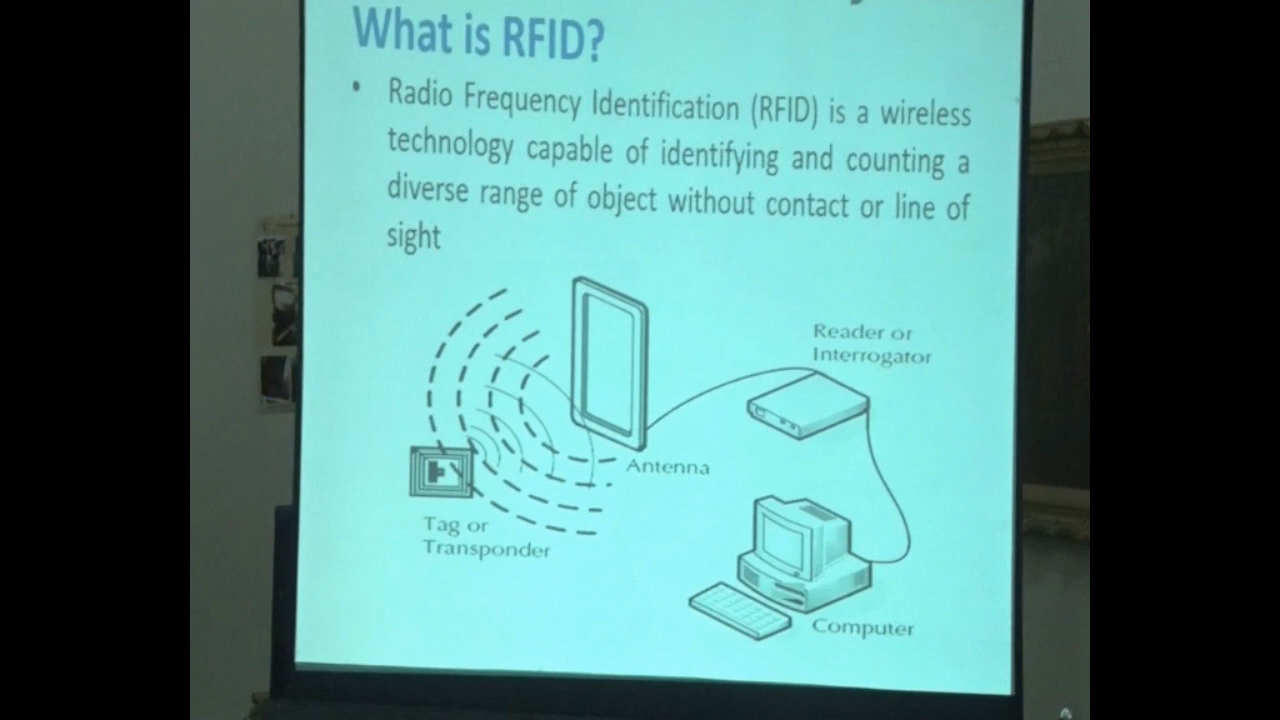 What is RFID?
• Radio Frequency Identification (RFID) is a wireless
technology capable of identifying and counting a
diverse range of object without contact or line of
sight
Reader or
Interrogator
Antenna
Tag or
Transponder
Computer